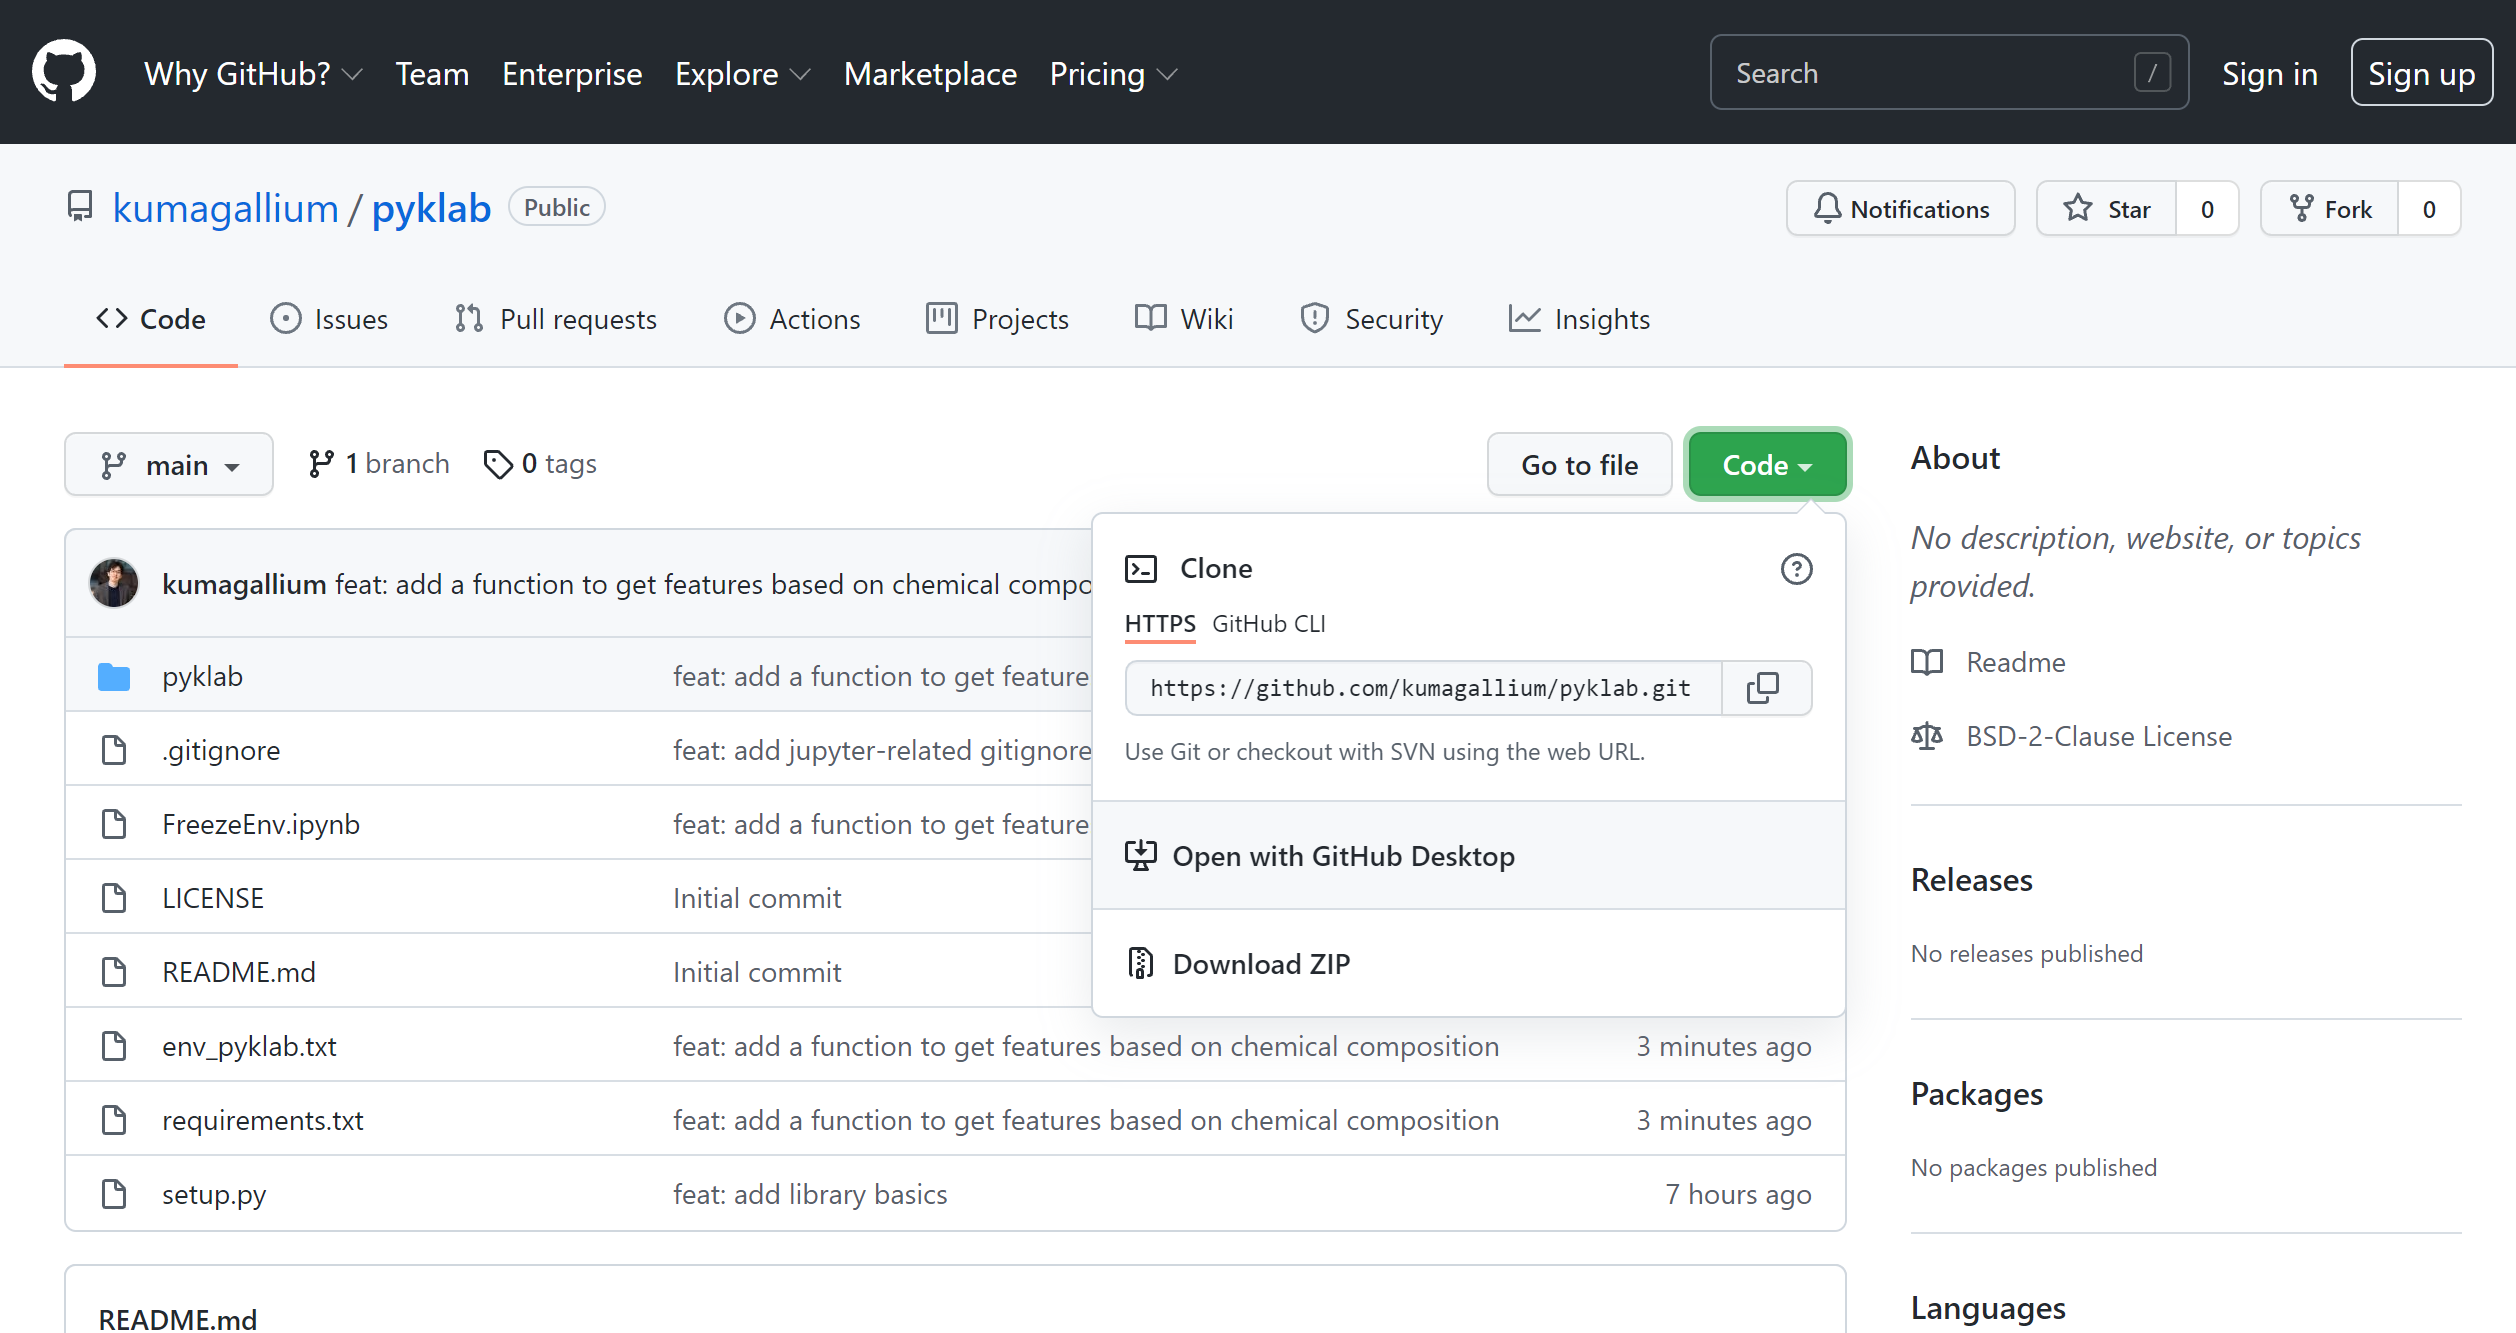 Why GitHub? Team Enterprise Explore Marketplace Pricing Search / Sign in Sign up
kumagallium / pyklab Public Notifications Star 0 Fork 0
Code Issues Pull requests Actions Projects Wiki Security Insights
main 1 branch 0 tags Go to file Code
kumagallium feat: add a function to get features based on chemical compo
pyklab feat: add a function to get feature
.gitignore feat: add jupyter-related gitignore
FreezeEnv.ipynb feat: add a function to get feature
LICENSE Initial commit
README.md Initial commit
env_pyklab.txt feat: add a function to get features based on chemical composition 3 minutes ago
requirements.txt feat: add a function to get features based on chemical composition 3 minutes ago
setup.py feat: add library basics 7 hours ago
README.md
Clone
HTTPS GitHub CLI
https://github.com/kumagallium/pyklab.git
Use Git or checkout with SVN using the web URL.
Open with GitHub Desktop
Download ZIP
About
No description, website, or topics
provided.
Readme
BSD-2-Clause License
Releases
No releases published
Packages
No packages published
Languages